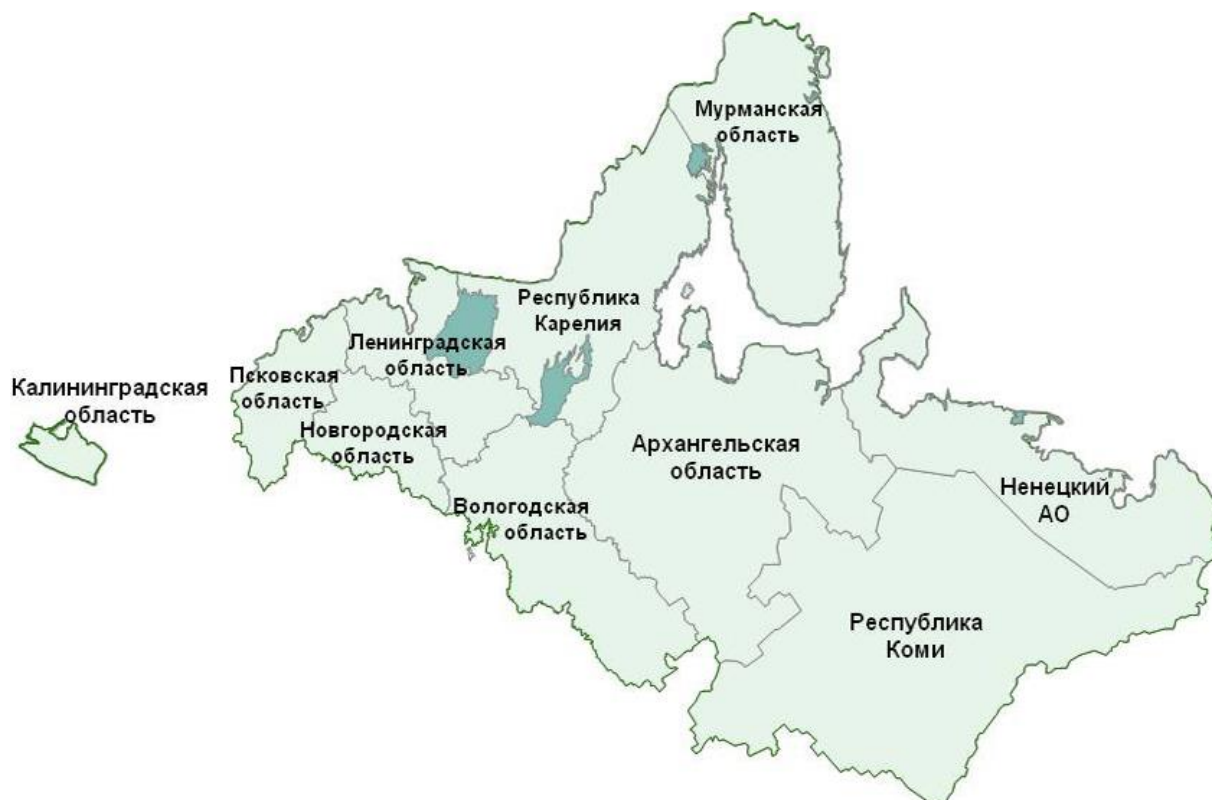 Мурманская
область
Республика
Карелия
Ленинградская
область
Псковская
область
Калининградская
область
Новгородская
область
Архангельская
область
Ненецкий
АО
Вологодская
область
Республика
Коми